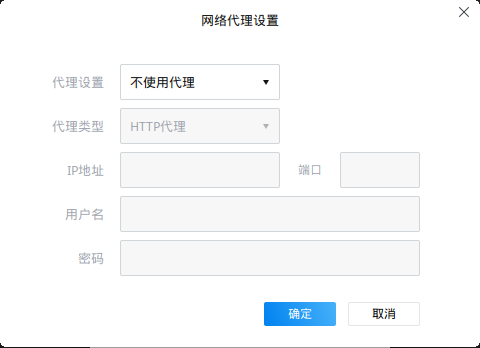 网络代理设置
代理设置 不使用代理
代理类型 HTTP代理
IP地址 端口
用户名
密码
确定 取消